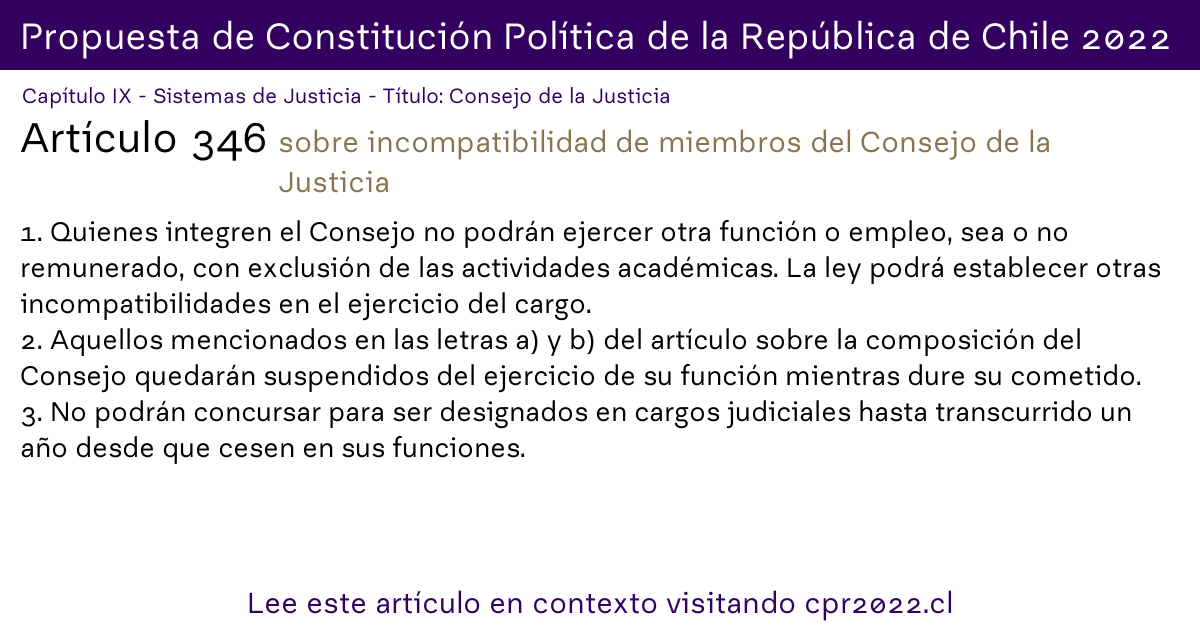 Propuesta de Constitución Política de la República de Chile 2022
Capítulo IX - Sistemas de Justicia - Título: Consejo de la Justicia
Artículo 346 sobre incompatibilidad de miembros del Consejo de la
Justicia
1. Quienes integren el Consejo no podrán ejercer otra función o empleo, sea o no
remunerado, con exclusión de las actividades académicas. La ley podrá establecer otras
incompatibilidades en el ejercicio del cargo.
2. Aquellos mencionados en las letras a) y b) del artículo sobre la composición del
Consejo quedarán suspendidos del ejercicio de su función mientras dure su cometido.
3. No podrán concursar para ser designados en cargos judiciales hasta transcurrido un
año desde que cesen en sus funciones.
Lee este artículo en contexto visitando cpr2022.cl